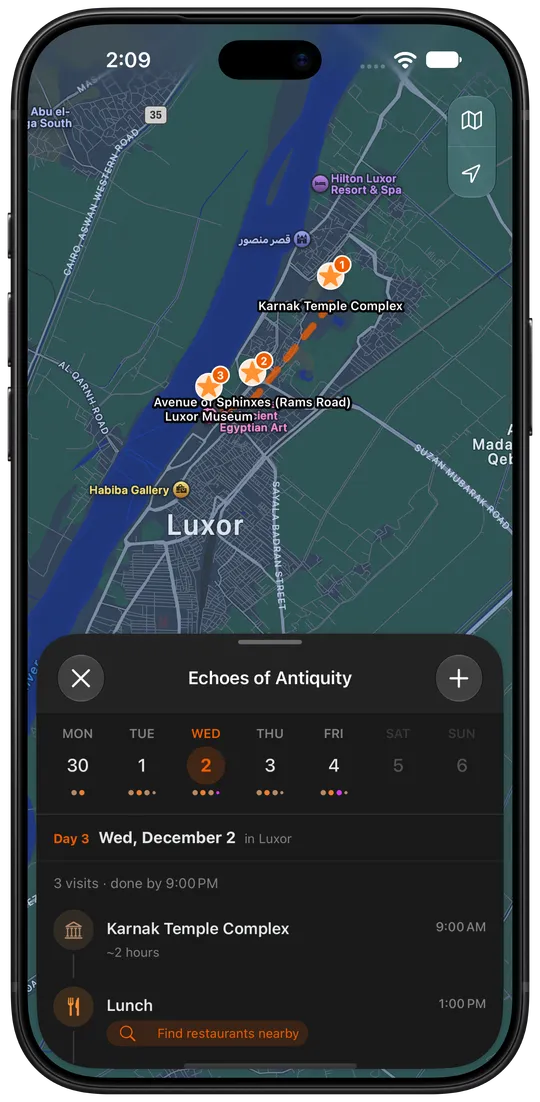 2:09
MAS
Abu el-
ga South
35
CAIRO, ASWAN WESTERN ROAD
Hilton Luxor
Resort & Spa
قصر منصور
1
Karnak Temple Complex
AL QARNH ROAD
3
2
Avenue of Sphinxes (Rams Road)
Luxor Museum
cient
Egyptian Art
A
Mada
Qeb
SUZAN MUBARAK ROAD
Habiba Gallery
SAYALA BADRAN STREET
Luxor
Echoes of Antiquity
MON TUE WED THU FRI SAT SUN
30 1 2 3 4 5 6
Day 3 Wed, December 2 in Luxor
3 visits · done by 9:00 PM
Karnak Temple Complex 9:00 AM
~2 hours
Lunch 1:00 PM
Find restaurants nearby